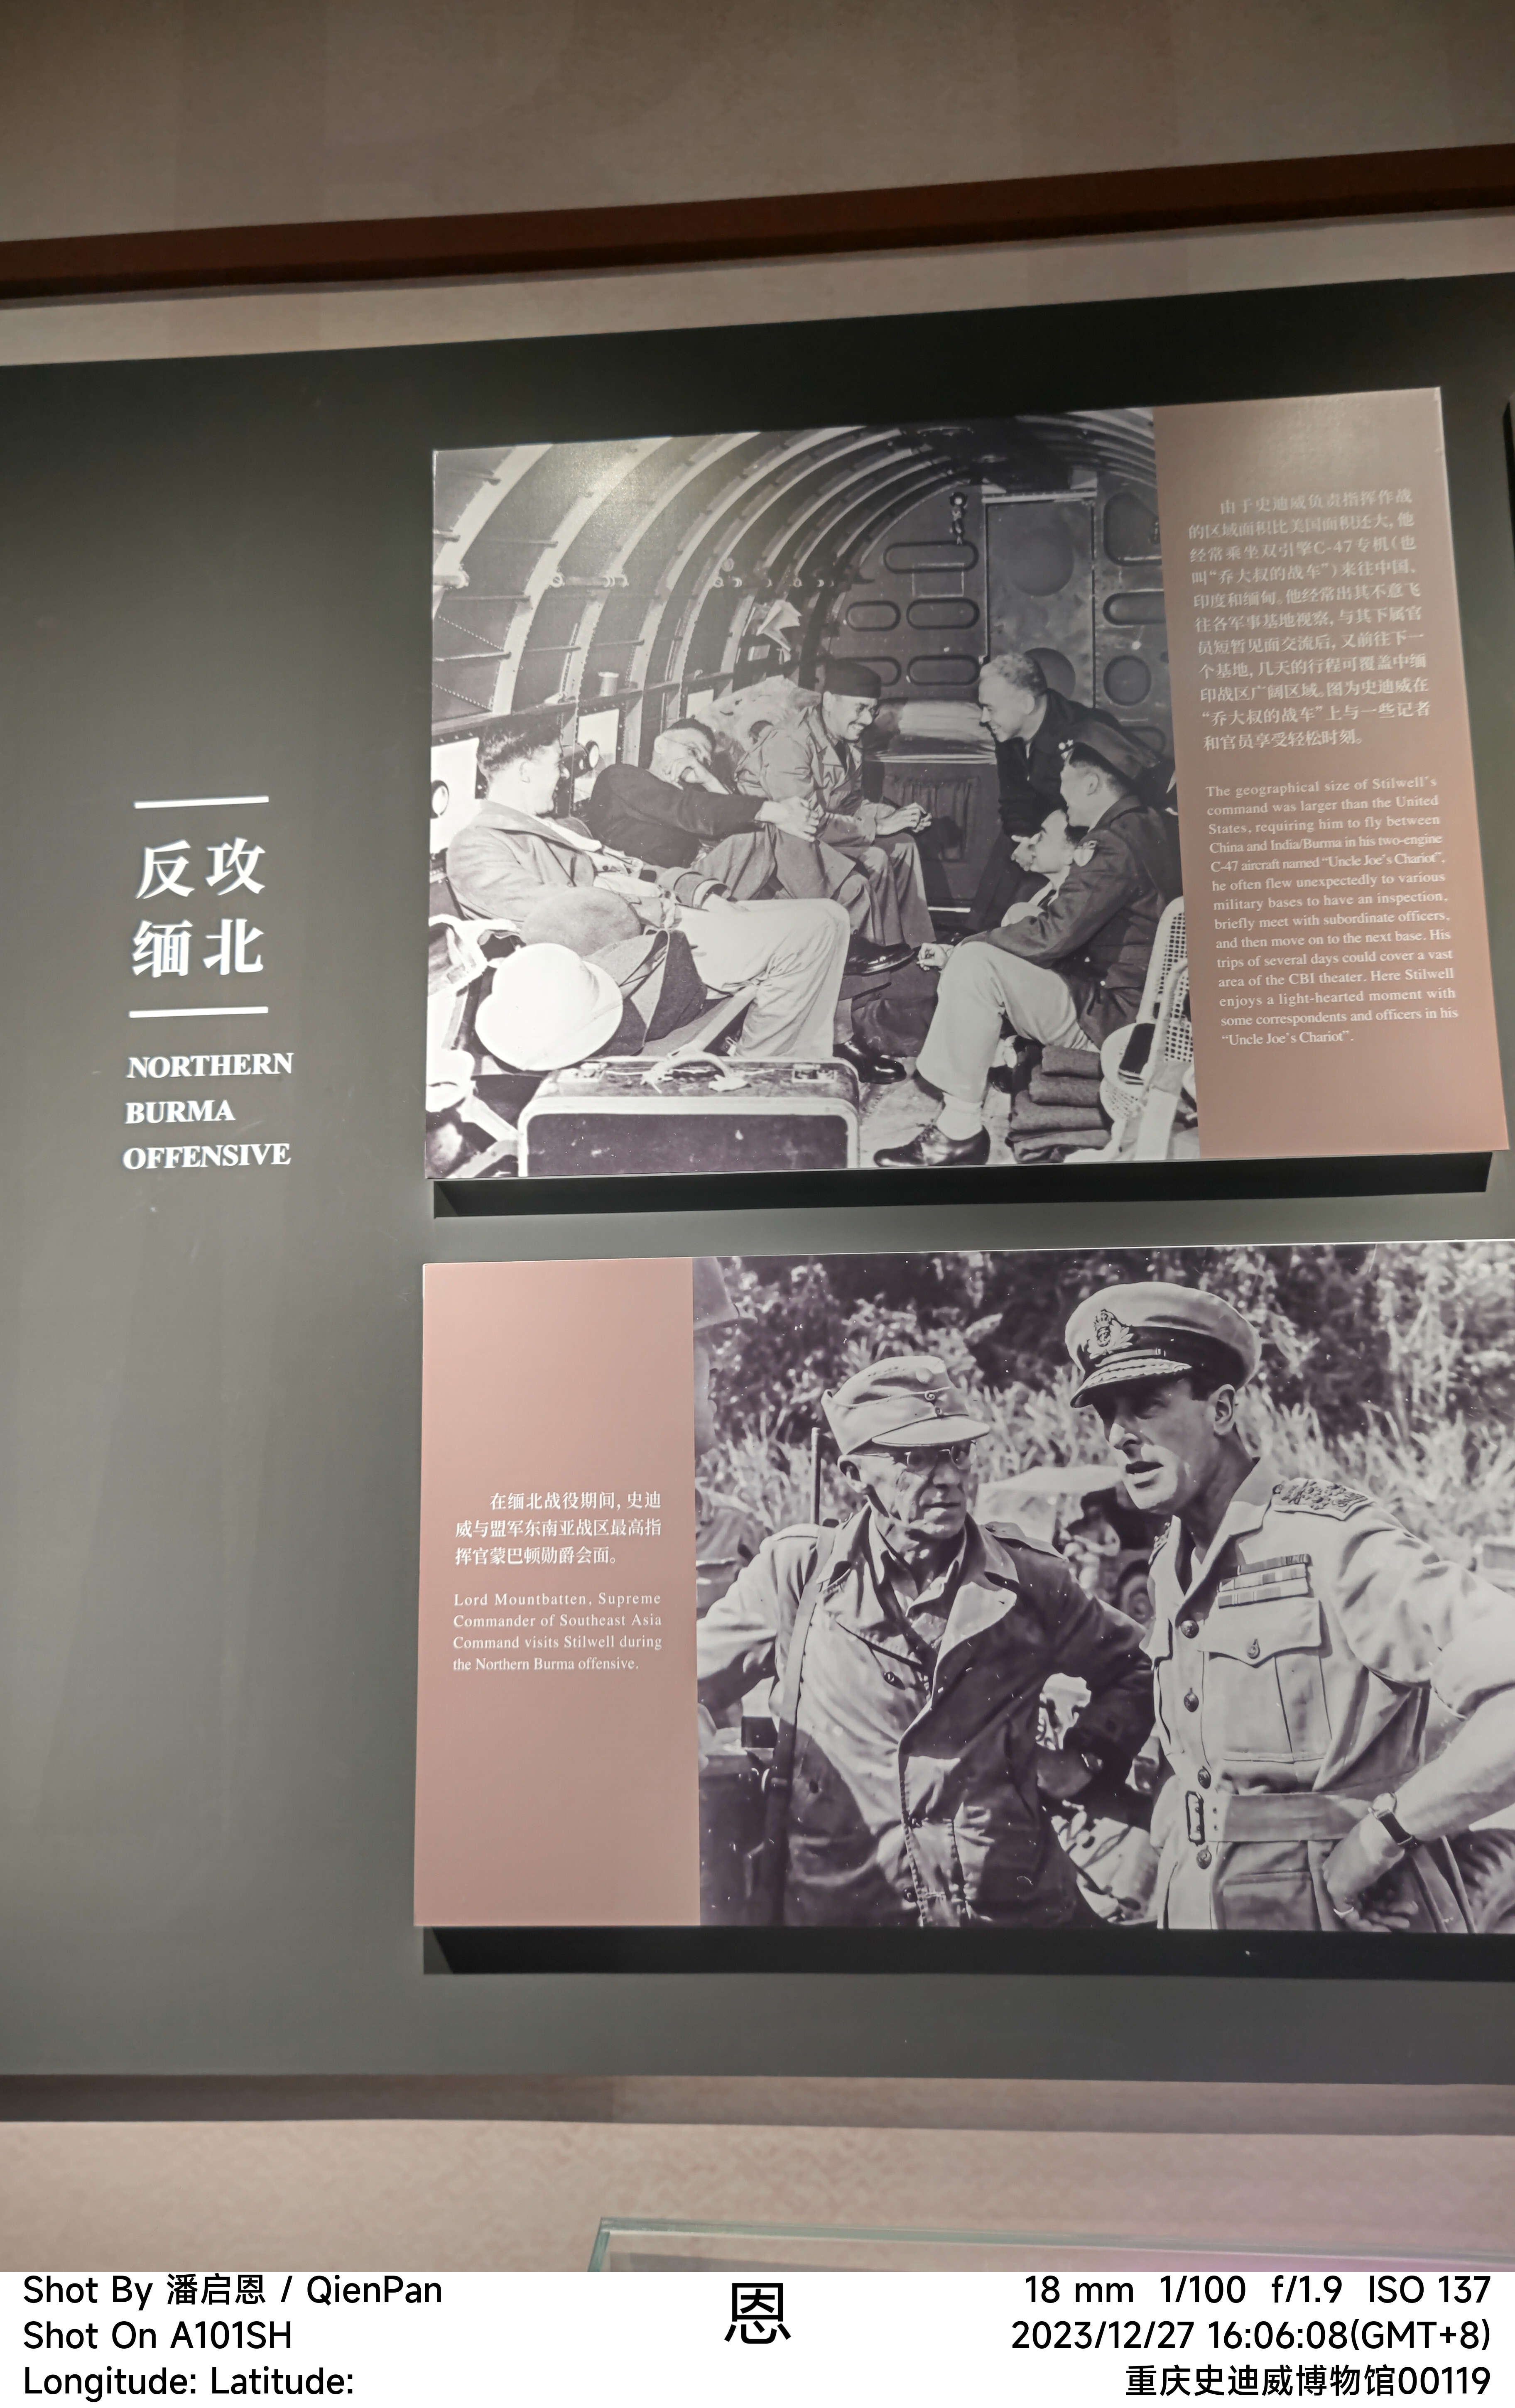 反攻
缅北
NORTHERN
BURMA
OFFENSIVE
由于史迪威负责指挥作战
的区域面积比美国面积还大，他
经常乘坐双引擎C-47专机（也
叫“乔大叔的战车”）来往中国、
印度和缅甸。他经常出其不意飞
往各军事基地视察，与其下属官
员短暂见面交流后，又前往下一
个基地，几天的行程可覆盖中缅
印战区广阔区域。图为史迪威在
“乔大叔的战车”上与一些记者
和官员享受轻松时刻。
The geographical size of Stilwell's
command was larger than the United
States, requiring him to fly between
China and India/Burma in his two-engine
C-47 aircraft named “Uncle Joe's Chariot”,
he often flew unexpectedly to various
military bases to have an inspection,
briefly meet with subordinate officers,
and then move on to the next base. His
trips of several days could cover a vast
area of the CBI theater. Here Stilwell
enjoys a light-hearted moment with
some correspondents and officers in his
“Uncle Joe's Chariot”.
在缅北战役期间，史迪
威与盟军东南亚战区最高指
挥官蒙巴顿勋爵会面。
Lord Mountbatten, Supreme
Commander of Southeast Asia
Command visits Stilwell during
the Northern Burma offensive.
Shot By 潘启恩 / QienPan
Shot On A101SH
Longitude: Latitude:
恩
18 mm 1/100 f/1.9 ISO 137
2023/12/27 16:06:08(GMT+8)
重庆史迪威博物馆00119